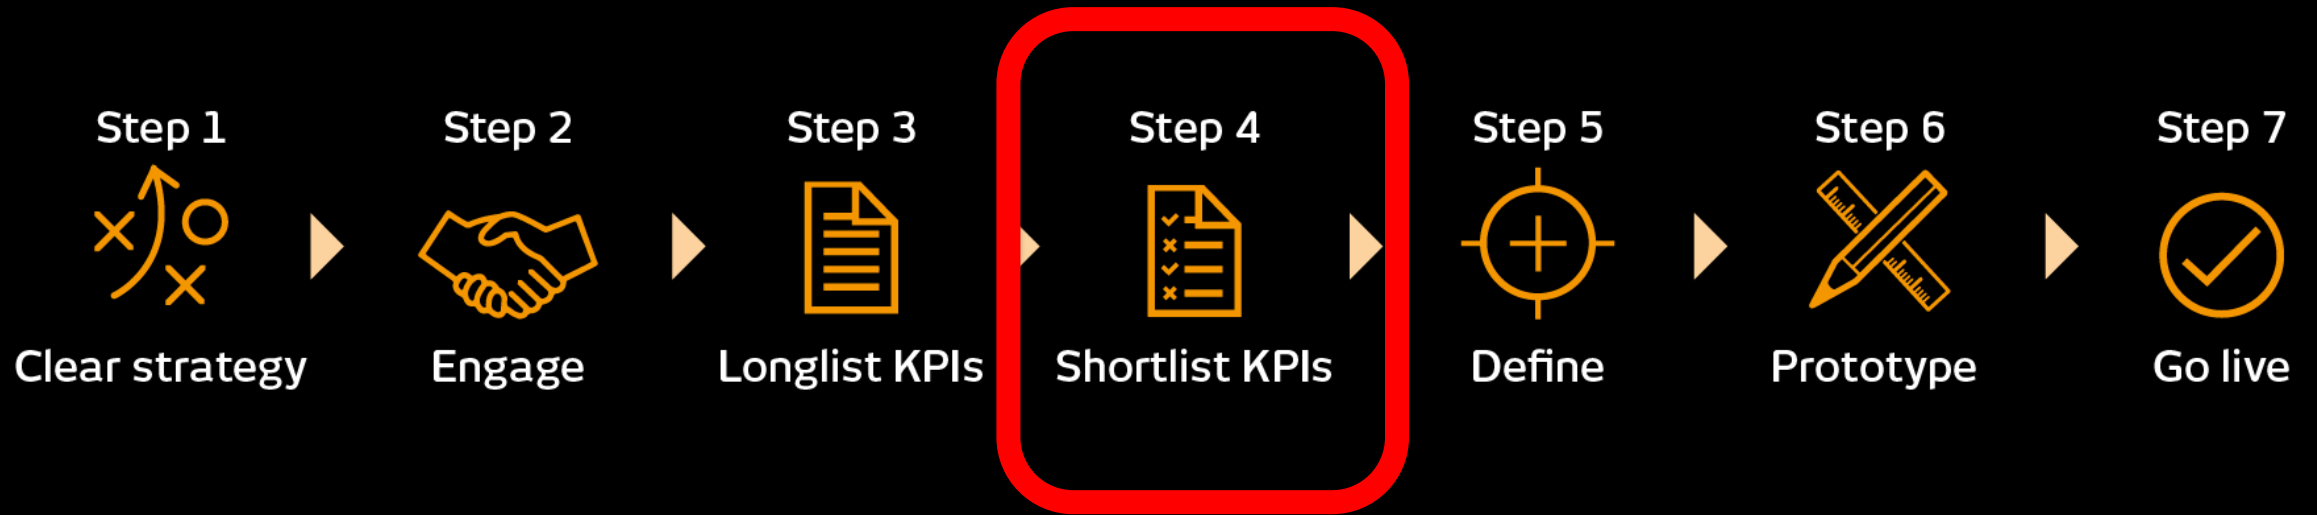 Step 1
Step 2
Step 3
Step 4
Step 5
Step 6
Step 7
Clear strategy
Engage
Longlist KPIs
Shortlist KPIs
Define
Prototype
Go live